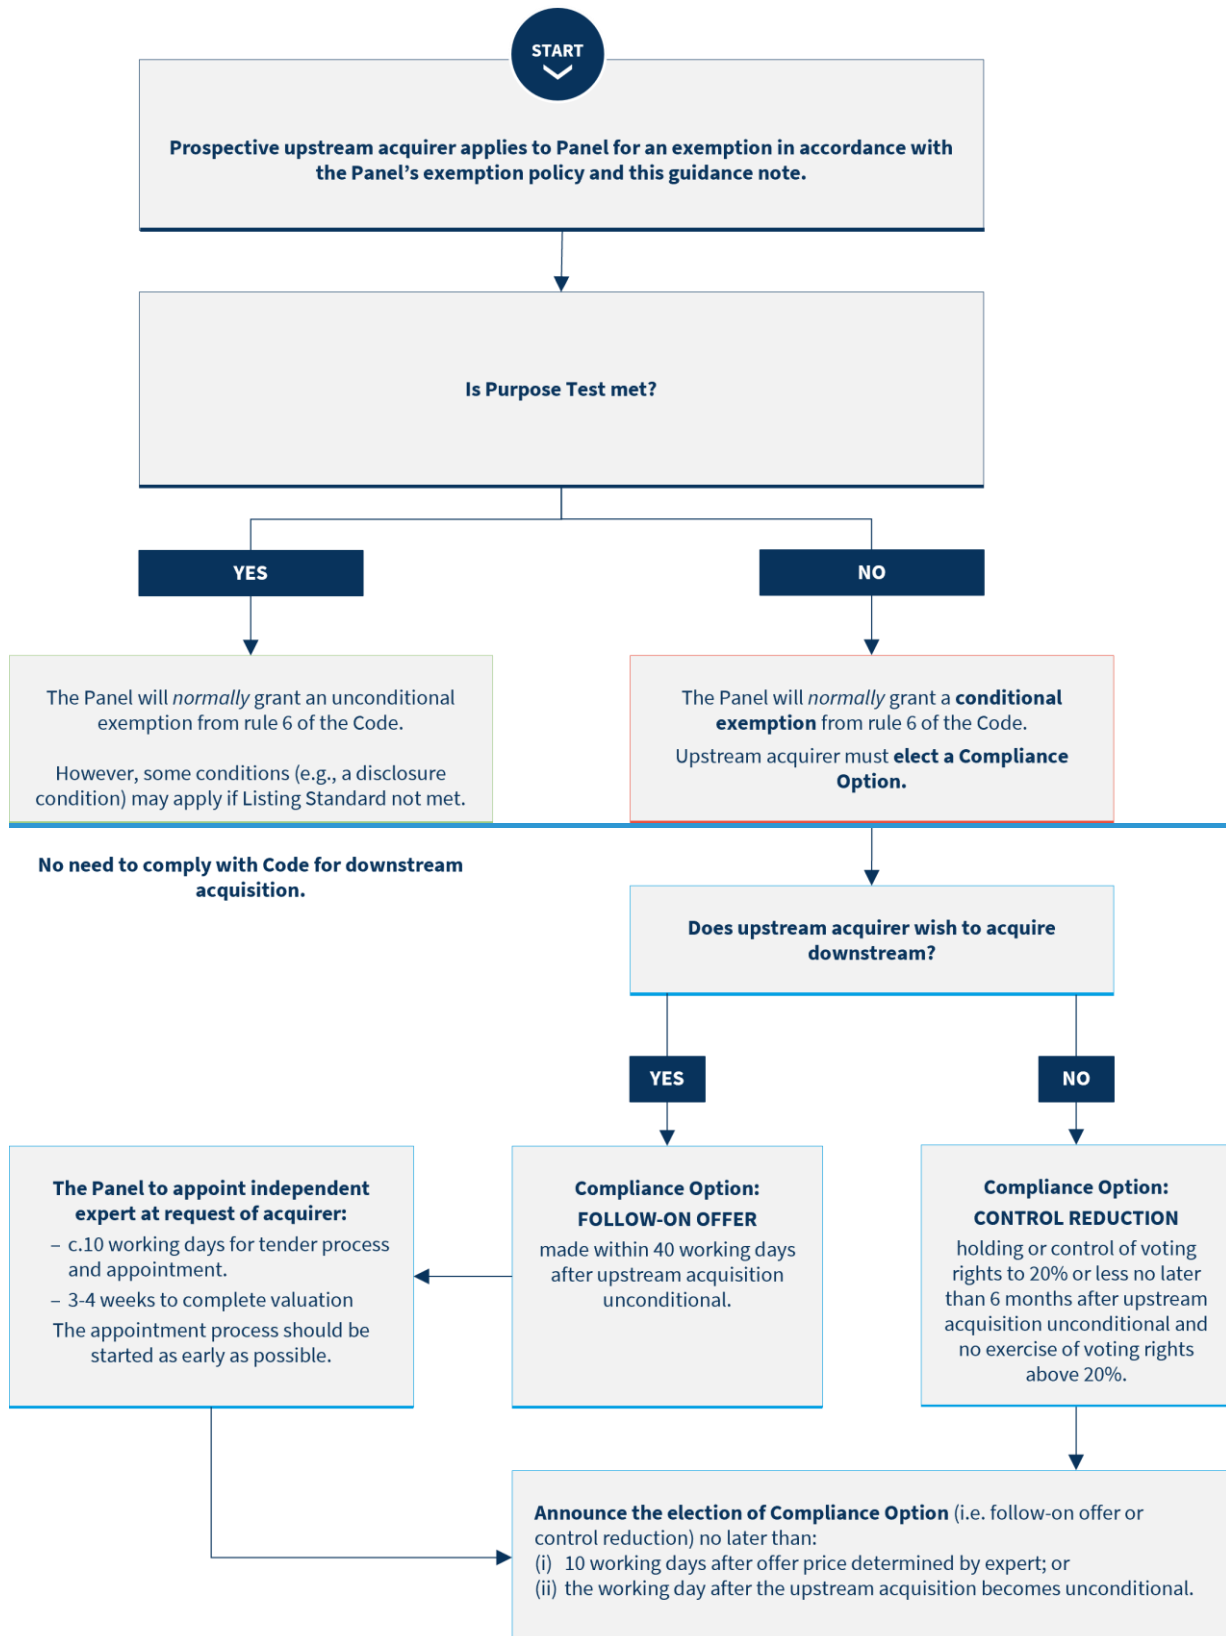 START
Prospective upstream acquirer applies to Panel for an exemption in accordance with
the Panel's exemption policy and this guidance note.
Is Purpose Test met?
YES
NO
The Panel will normally grant an unconditional
exemption from rule 6 of the Code.
However, some conditions (e.g., a disclosure
condition) may apply if Listing Standard not met.
The Panel will normally grant a conditional
exemption from rule 6 of the Code.
Upstream acquirer must elect a Compliance
Option.
No need to comply with Code for downstream
acquisition.
Does upstream acquirer wish to acquire
downstream?
YES
NO
The Panel to appoint independent
expert at request of acquirer:
– c.10 working days for tender process
and appointment.
– 3-4 weeks to complete valuation
The appointment process should be
started as early as possible.
Compliance Option:
FOLLOW-ON OFFER
made within 40 working days
after upstream acquisition
unconditional.
Compliance Option:
CONTROL REDUCTION
holding or control of voting
rights to 20% or less no later
than 6 months after upstream
acquisition unconditional and
no exercise of voting rights
above 20%.
Announce the election of Compliance Option (i.e. follow-on offer or
control reduction) no later than:
(i) 10 working days after offer price determined by expert; or
(ii) the working day after the upstream acquisition becomes unconditional.